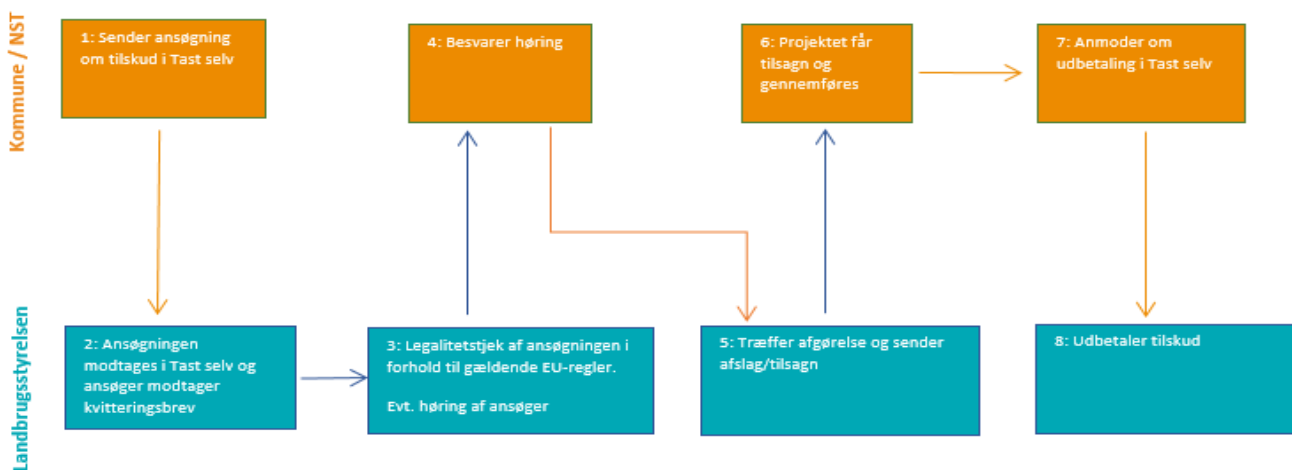 Kommune / NST
1: Sender ansøgning
om tilskud i Tast selv
4: Besvarer høring
6: Projektet får
tilsagn og
gennemføres
7: Anmoder om
udbetaling i Tast selv
Landbrugsstyrelsen
2: Ansøgningen
modtages i Tast selv og
ansøger modtager
kvitteringsbrev
3: Legalitetstjek af ansøgningen i
forhold til gældende EU-regler.
Evt. høring af ansøger
5: Træffer afgørelse og sender
afslag/tilsagn
8: Udbetaler tilskud